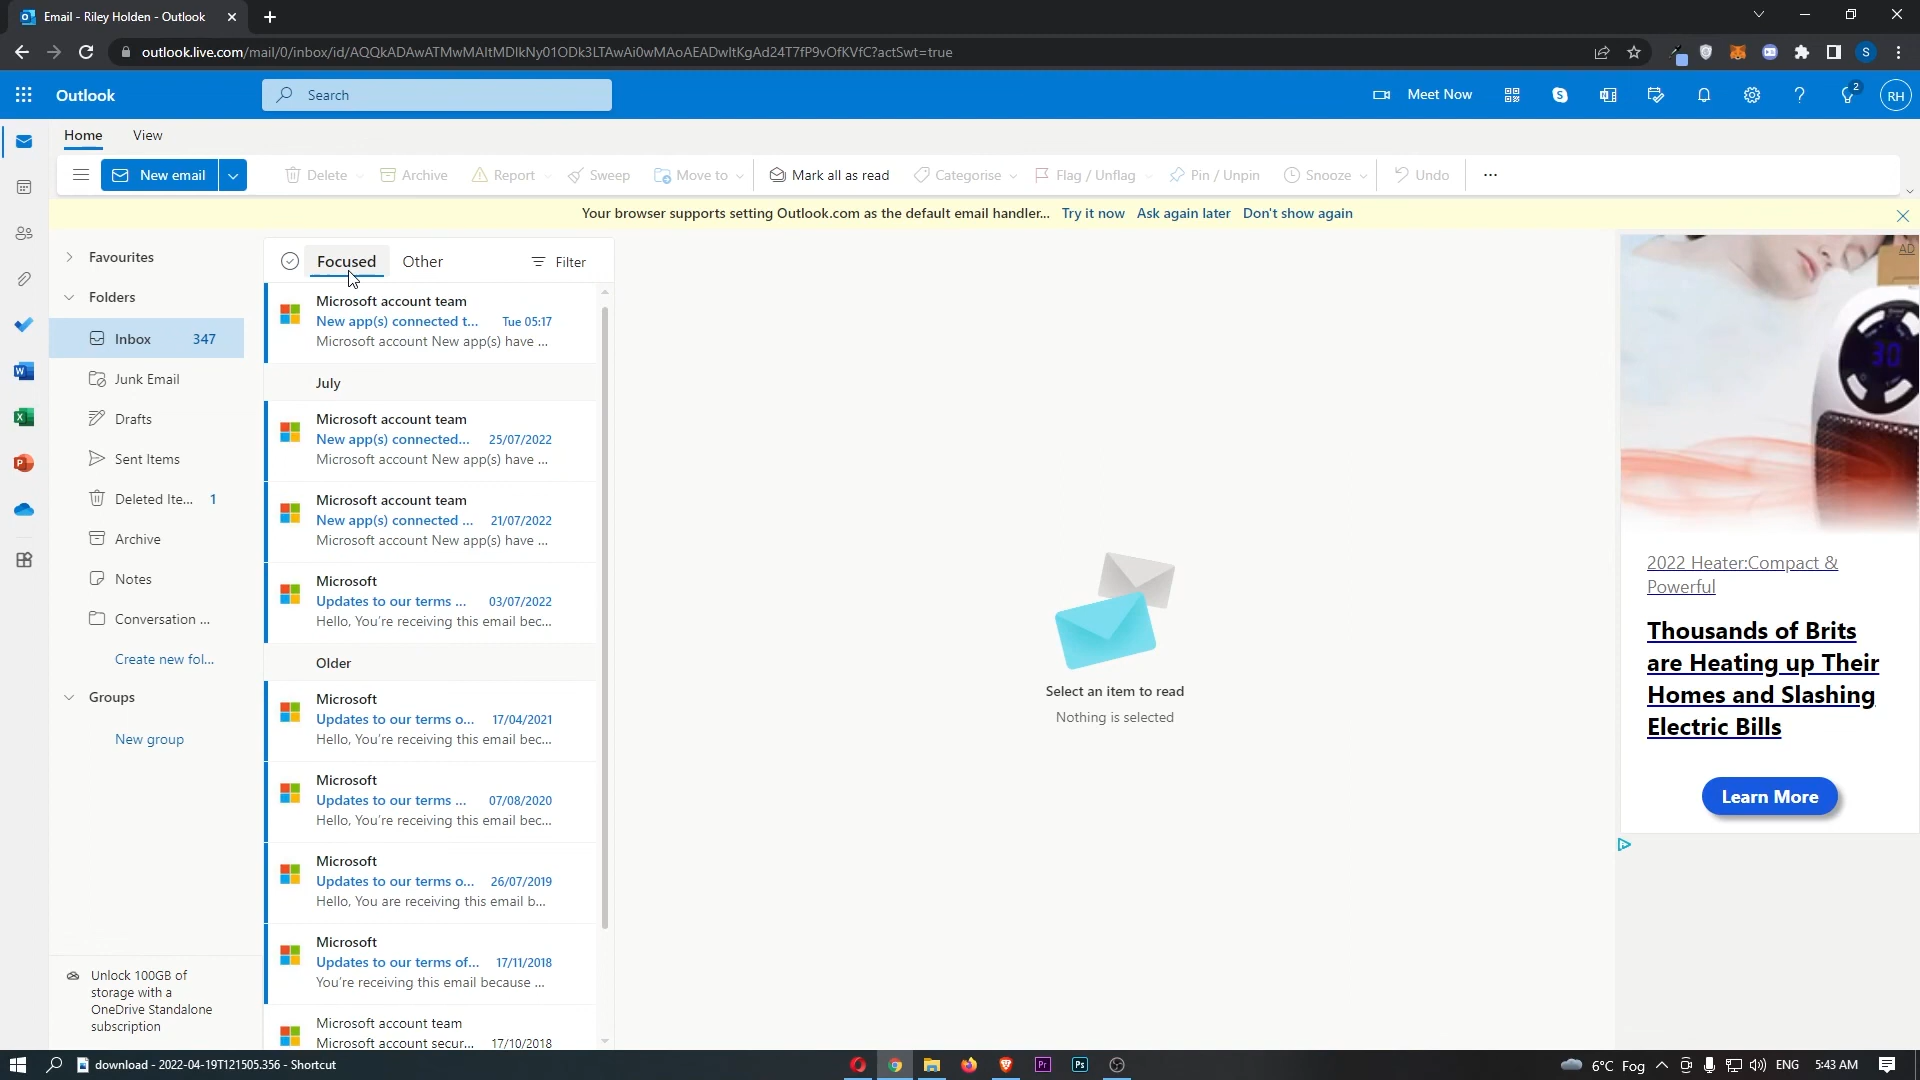 Email - Riley Holden - Outlook
outlook.live.com/mail/0/inbox/id/AQQkADAwATMwMAItMDlkNy01ODk3LTAwAi0wMAoAEADwItKgAd24T7fP9vOfKVfC?actSwt=true
S
Outlook
Search
Meet Now
2
RH
Home
View
New email
Delete
Archive
Report
Sweep
Move to
Mark all as read
Categorise
Flag / Unflag
Pin / Unpin
Snooze
Undo
...
Your browser supports setting Outlook.com as the default email handler... Try it now Ask again later Don't show again
Favourites
Folders
Inbox 347
Junk Email
Drafts
Sent Items
Deleted Ite... 1
Archive
Notes
Conversation ...
Create new fol...
Groups
New group
Unlock 100GB of
storage with a
OneDrive Standalone
subscription
Focused
Other
Filter
Microsoft account team
New app(s) connected t... Tue 05:17
Microsoft account New app(s) have ...
July
Microsoft account team
New app(s) connected... 25/07/2022
Microsoft account New app(s) have ...
Microsoft account team
New app(s) connected ... 21/07/2022
Microsoft account New app(s) have ...
Microsoft
Updates to our terms ... 03/07/2022
Hello, You're receiving this email bec...
Older
Microsoft
Updates to our terms o... 17/04/2021
Hello, You're receiving this email bec...
Microsoft
Updates to our terms ... 07/08/2020
Hello, You're receiving this email bec...
Microsoft
Updates to our terms o... 26/07/2019
Hello, You are receiving this email b...
Microsoft
Updates to our terms of... 17/11/2018
You're receiving this email because ...
Microsoft account team
Microsoft account secur... 17/10/2018
Select an item to read
Nothing is selected
AD
30
2022 Heater:Compact &
Powerful
Thousands of Brits
are Heating up Their
Homes and Slashing
Electric Bills
Learn More
download - 2022-04-19T121505.356 - Shortcut
Pr
Ps
6°C Fog
ENG
5:43 AM